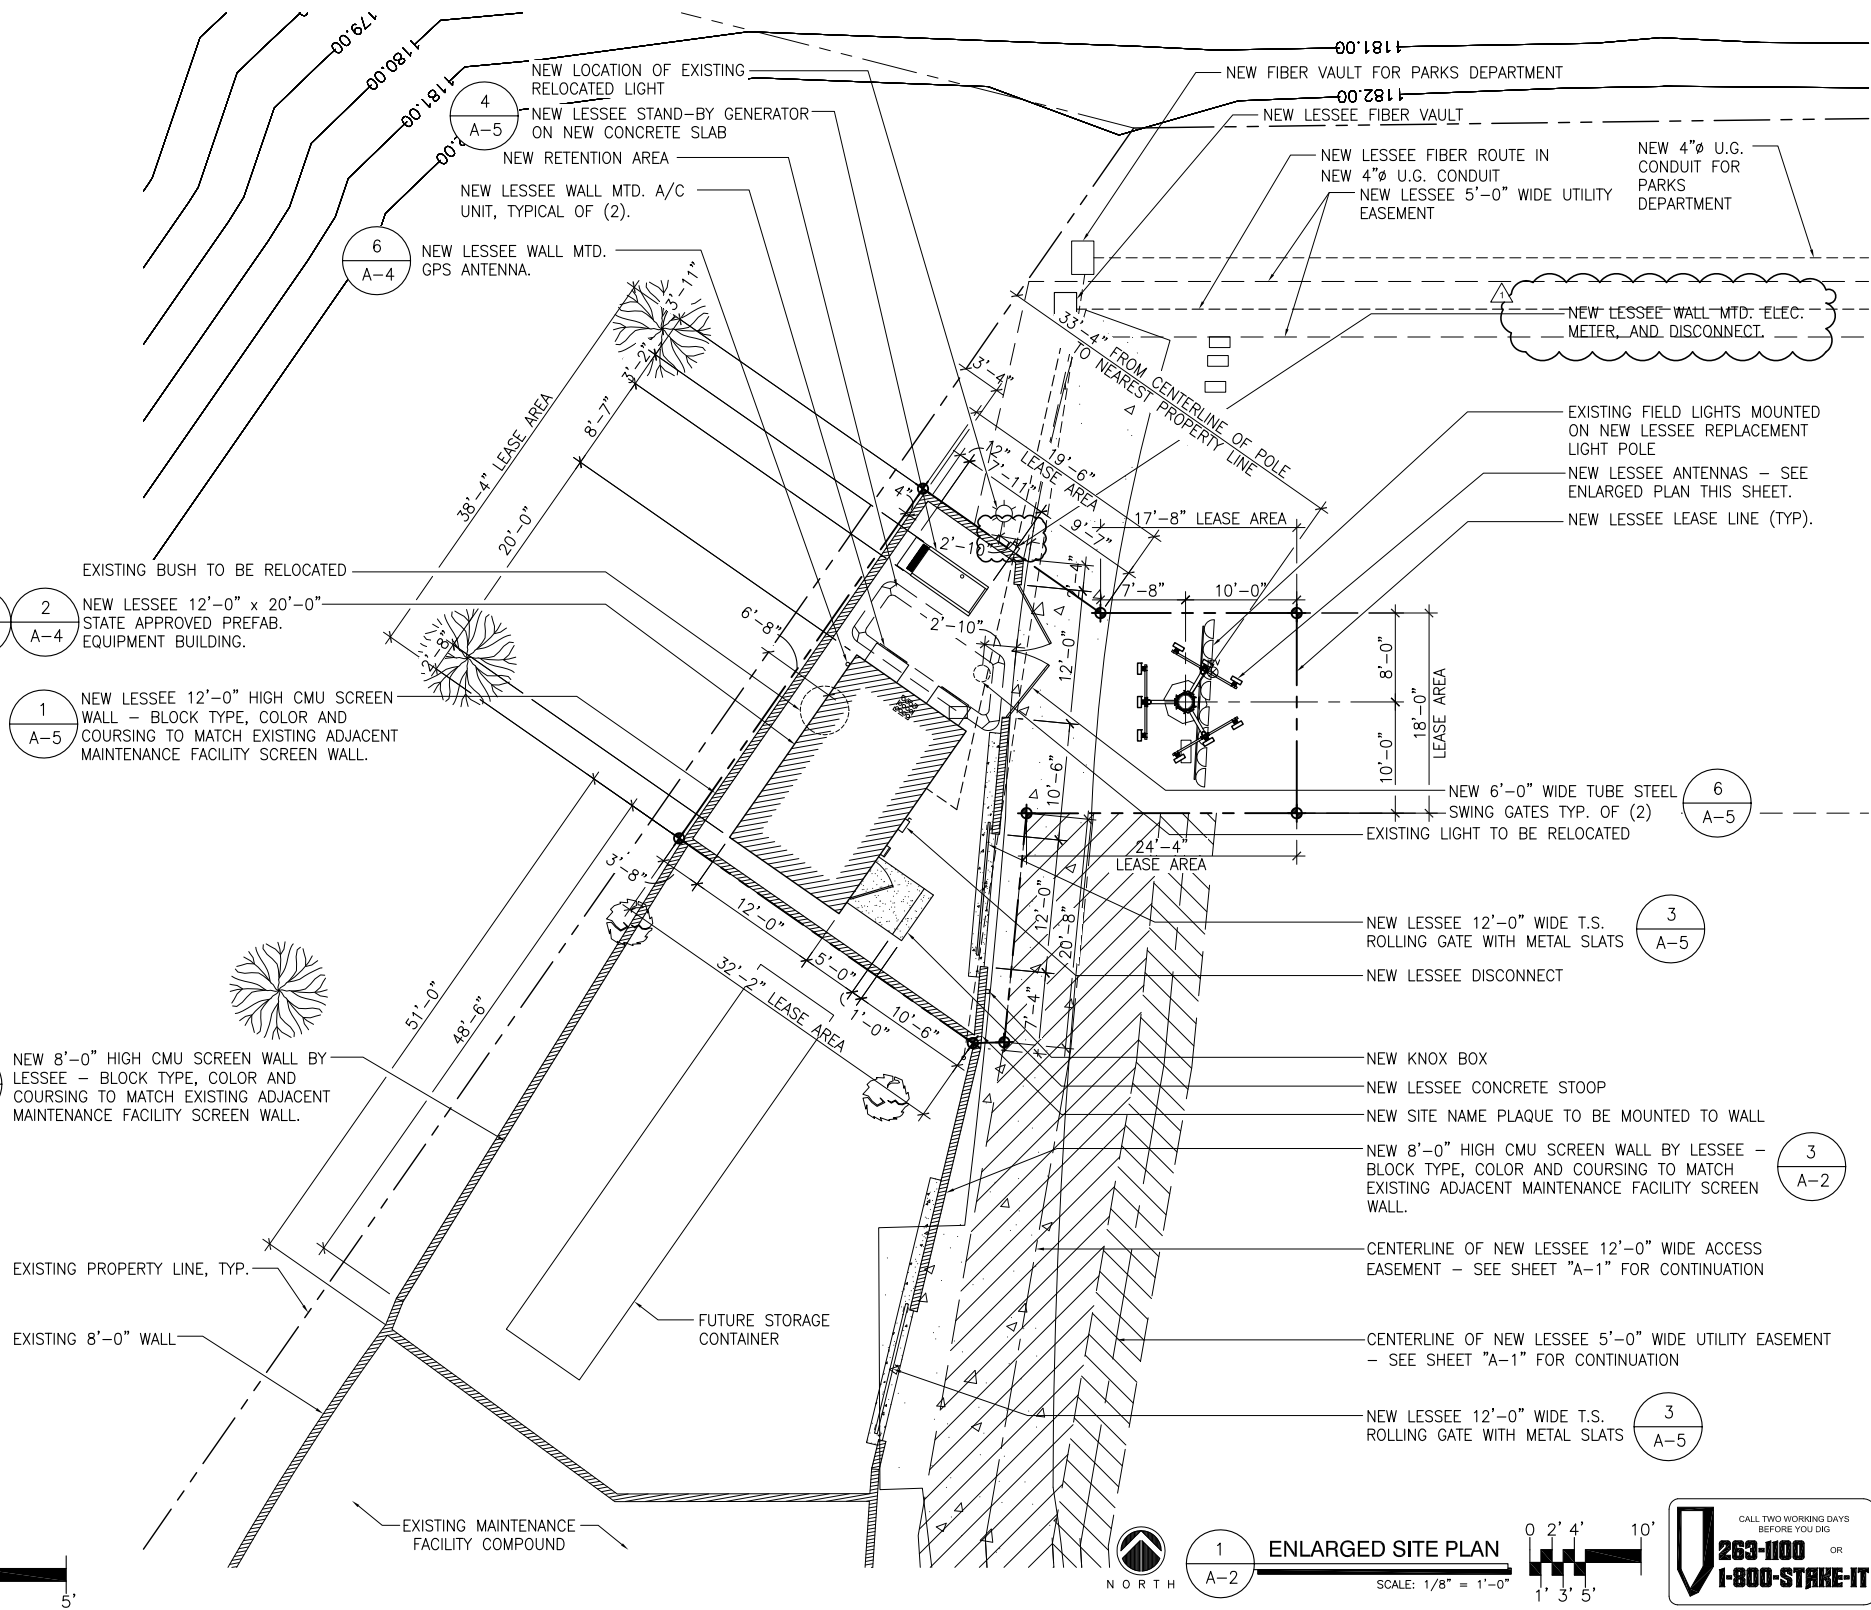 179.00
1180.00
1181.00
2.00
1181.00
1182.00
NEW LOCATION OF EXISTING
RELOCATED LIGHT
4
A-5
NEW LESSEE STAND-BY GENERATOR
ON NEW CONCRETE SLAB
NEW RETENTION AREA
NEW LESSEE WALL MTD. A/C
UNIT, TYPICAL OF (2).
6
A-4
NEW LESSEE WALL MTD.
GPS ANTENNA.
NEW FIBER VAULT FOR PARKS DEPARTMENT
NEW LESSEE FIBER VAULT
NEW LESSEE FIBER ROUTE IN
NEW 4"ø U.G. CONDUIT
NEW LESSEE 5'-0" WIDE UTILITY
EASEMENT
NEW 4"ø U.G.
CONDUIT FOR
PARKS
DEPARTMENT
1
NEW LESSEE WALL MTD. ELEC.
METER, AND DISCONNECT.
EXISTING FIELD LIGHTS MOUNTED
ON NEW LESSEE REPLACEMENT
LIGHT POLE
NEW LESSEE ANTENNAS - SEE
ENLARGED PLAN THIS SHEET.
NEW LESSEE LEASE LINE (TYP).
3'-11"
3'-2"
8'-7"
38'-4" LEASE AREA
20'-0"
33'-4" FROM CENTERLINE OF POLE
TO NEAREST PROPERTY LINE
3'-4"
19'-6"
LEASE AREA
12"
2'-11"
4"
9'-7"
17'-8" LEASE AREA
2'-10"
7'-8"
10'-0"
2'-10"
12'-0"
6'-8"
2'-8"
8'-0"
10'-0"
18'-0"
LEASE AREA
10'-6"
24'-4"
LEASE AREA
12'-0"
20'-8"
7'-4"
3'-8"
12'-0"
5'-0"
1'-0"
10'-6"
32'-2" LEASE AREA
51'-0"
48'-6"
EXISTING BUSH TO BE RELOCATED
2
A-4
NEW LESSEE 12'-0" x 20'-0"
STATE APPROVED PREFAB.
EQUIPMENT BUILDING.
1
A-5
NEW LESSEE 12'-0" HIGH CMU SCREEN
WALL - BLOCK TYPE, COLOR AND
COURSING TO MATCH EXISTING ADJACENT
MAINTENANCE FACILITY SCREEN WALL.
NEW 8'-0" HIGH CMU SCREEN WALL BY
LESSEE - BLOCK TYPE, COLOR AND
COURSING TO MATCH EXISTING ADJACENT
MAINTENANCE FACILITY SCREEN WALL.
EXISTING PROPERTY LINE, TYP.
EXISTING 8'-0" WALL
FUTURE STORAGE
CONTAINER
EXISTING MAINTENANCE
FACILITY COMPOUND
NEW 6'-0" WIDE TUBE STEEL
SWING GATES TYP. OF (2)
6
A-5
EXISTING LIGHT TO BE RELOCATED
NEW LESSEE 12'-0" WIDE T.S.
ROLLING GATE WITH METAL SLATS
3
A-5
NEW LESSEE DISCONNECT
NEW KNOX BOX
NEW LESSEE CONCRETE STOOP
NEW SITE NAME PLAQUE TO BE MOUNTED TO WALL
NEW 8'-0" HIGH CMU SCREEN WALL BY LESSEE -
BLOCK TYPE, COLOR AND COURSING TO MATCH
EXISTING ADJACENT MAINTENANCE FACILITY SCREEN
WALL.
3
A-2
CENTERLINE OF NEW LESSEE 12'-0" WIDE ACCESS
EASEMENT - SEE SHEET "A-1" FOR CONTINUATION
CENTERLINE OF NEW LESSEE 5'-0" WIDE UTILITY EASEMENT
- SEE SHEET "A-1" FOR CONTINUATION
NEW LESSEE 12'-0" WIDE T.S.
ROLLING GATE WITH METAL SLATS
3
A-5
5'
NORTH
1
A-2
ENLARGED SITE PLAN
SCALE: 1/8" = 1'-0"
0 2' 4' 10'
1' 3' 5'
CALL TWO WORKING DAYS
BEFORE YOU DIG
263-1100 OR
1-800-STAKE-IT